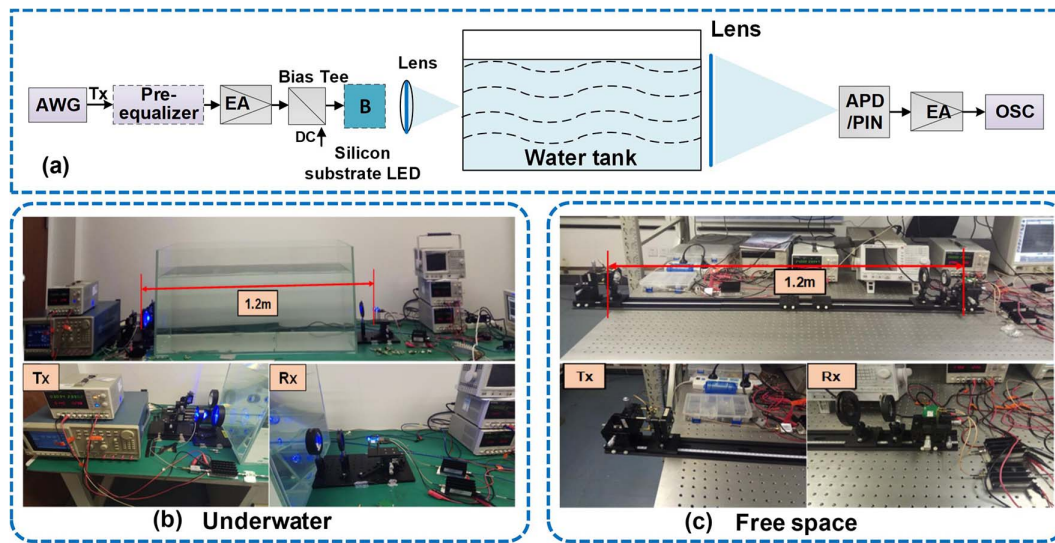 Lens
Lens
Bias Tee
Tx
AWG
Pre-
equalizer
EA
B
DC
Silicon
substrate LED
Water tank
APD
/PIN
EA
OSC
(a)
1.2m
1.2m
Tx
Rx
Tx
Rx
(b) Underwater
(c) Free space